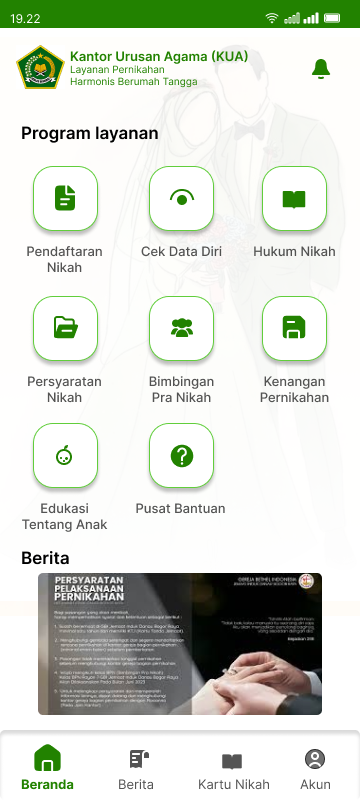 19.22
Kantor Urusan Agama (KUA)
Layanan Pernikahan
Harmonis Berumah Tangga
Program layanan
Pendaftaran
Nikah
Cek Data Diri
Hukum Nikah
Persyaratan
Nikah
Bimbingan
Pra Nikah
Kenangan
Pernikahan
Edukasi
Tentang Anak
Pusat Bantuan
Berita
PERSYARATAN
PELAKSANAAN
PERNIKAHAN
GEREJA BETHEL INDONESIA
Beranda
Berita
Kartu Nikah
Akun